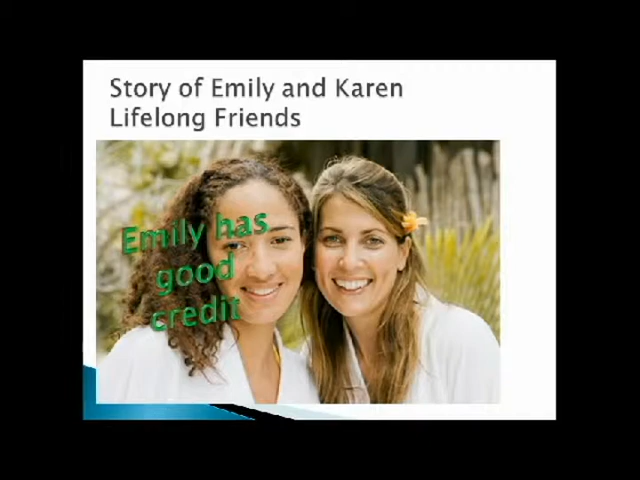 Story of Emily and Karen
Lifelong Friends
Emily has
good
credit